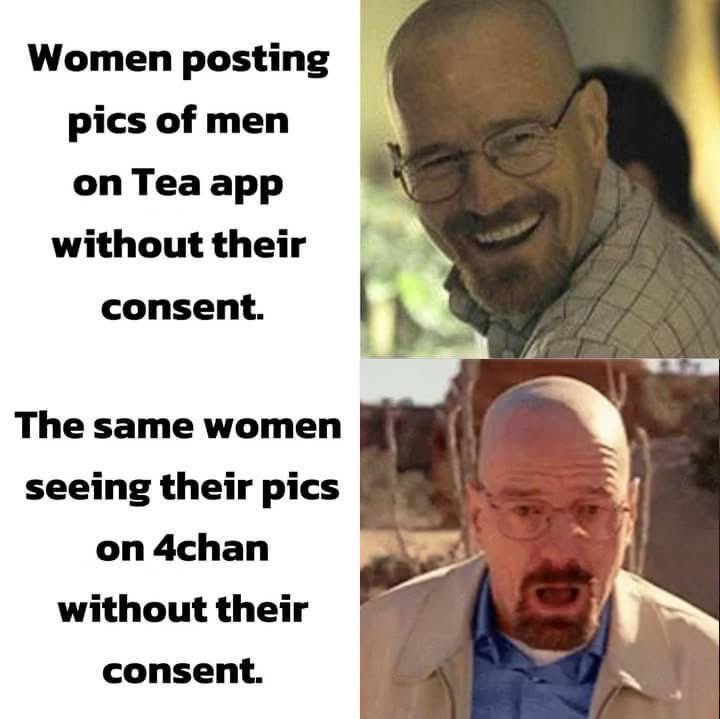 Women posting
pics of men
on Tea app
without their
consent.
The same women
seeing their pics
on 4chan
without their
consent.